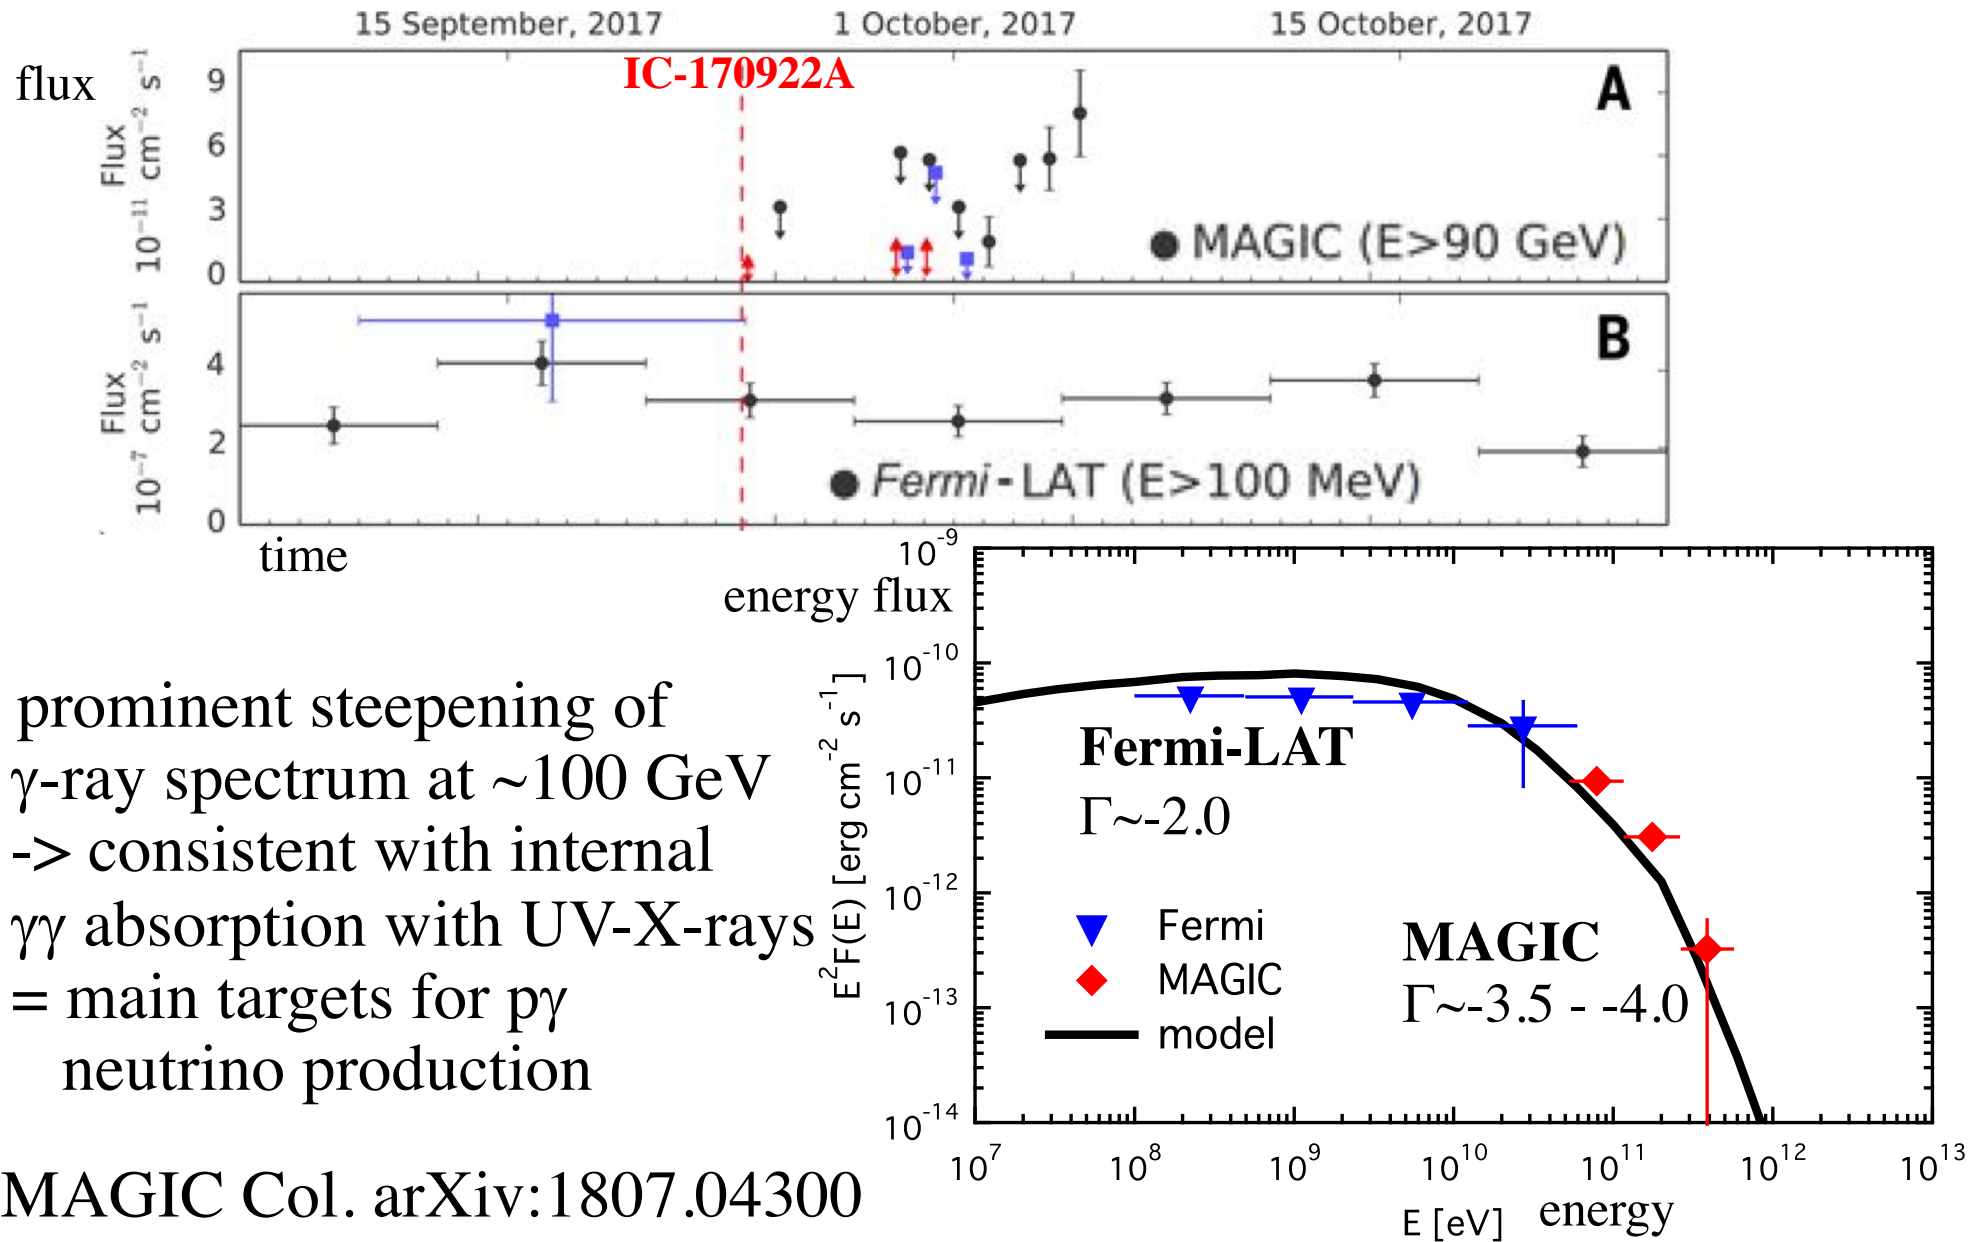 15 September, 2017 1 October, 2017 15 October, 2017
flux
Flux
10⁻¹¹ cm⁻² s⁻¹
9
6
3
0
IC-170922A
A
MAGIC (E>90 GeV)
Flux
10⁻⁷ cm⁻² s⁻¹
4
2
0
B
Fermi-LAT (E>100 MeV)
time
energy flux
E²F(E) [erg cm⁻² s⁻¹]
10⁻⁹
10⁻¹⁰
10⁻¹¹
10⁻¹²
10⁻¹³
10⁻¹⁴
Fermi-LAT
Γ~-2.0
Fermi
MAGIC
model
MAGIC
Γ~-3.5 - -4.0
10⁷ 10⁸ 10⁹ 10¹⁰ 10¹¹ 10¹² 10¹³
E [eV] energy
prominent steepening of
γ-ray spectrum at ~100 GeV
-> consistent with internal
γγ absorption with UV-X-rays
= main targets for pγ
neutrino production
MAGIC Col. arXiv:1807.04300